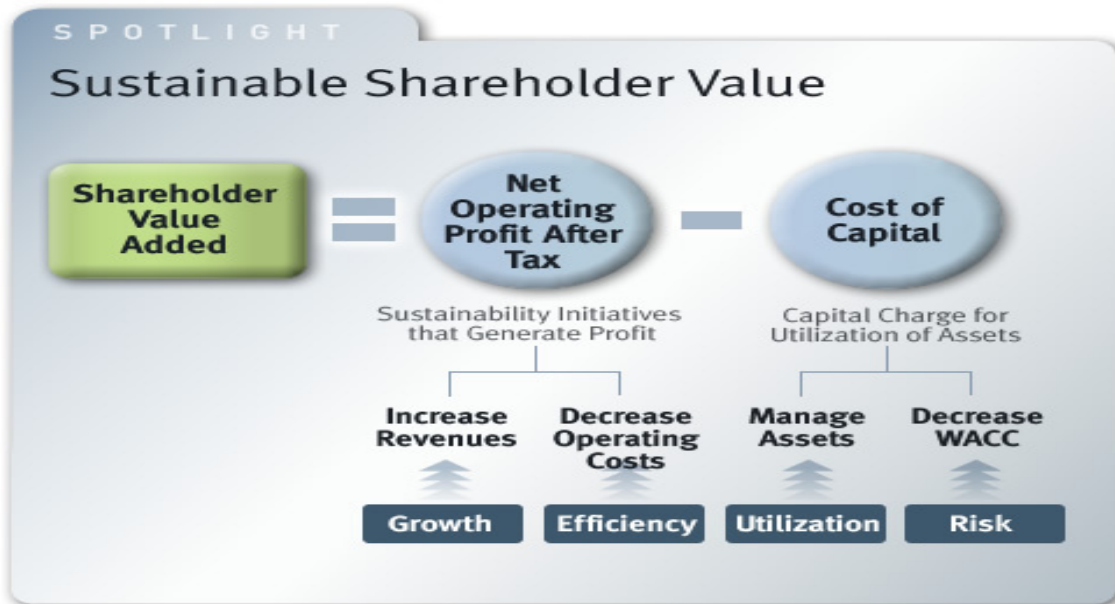 SPOTLIGHT
Sustainable Shareholder Value
Shareholder
Value
Added
Net
Operating
Profit After
Tax
Cost of
Capital
Sustainability Initiatives
that Generate Profit
Capital Charge for
Utilization of Assets
Increase
Revenues
Decrease
Operating
Costs
Manage
Assets
Decrease
WACC
Growth
Efficiency
Utilization
Risk